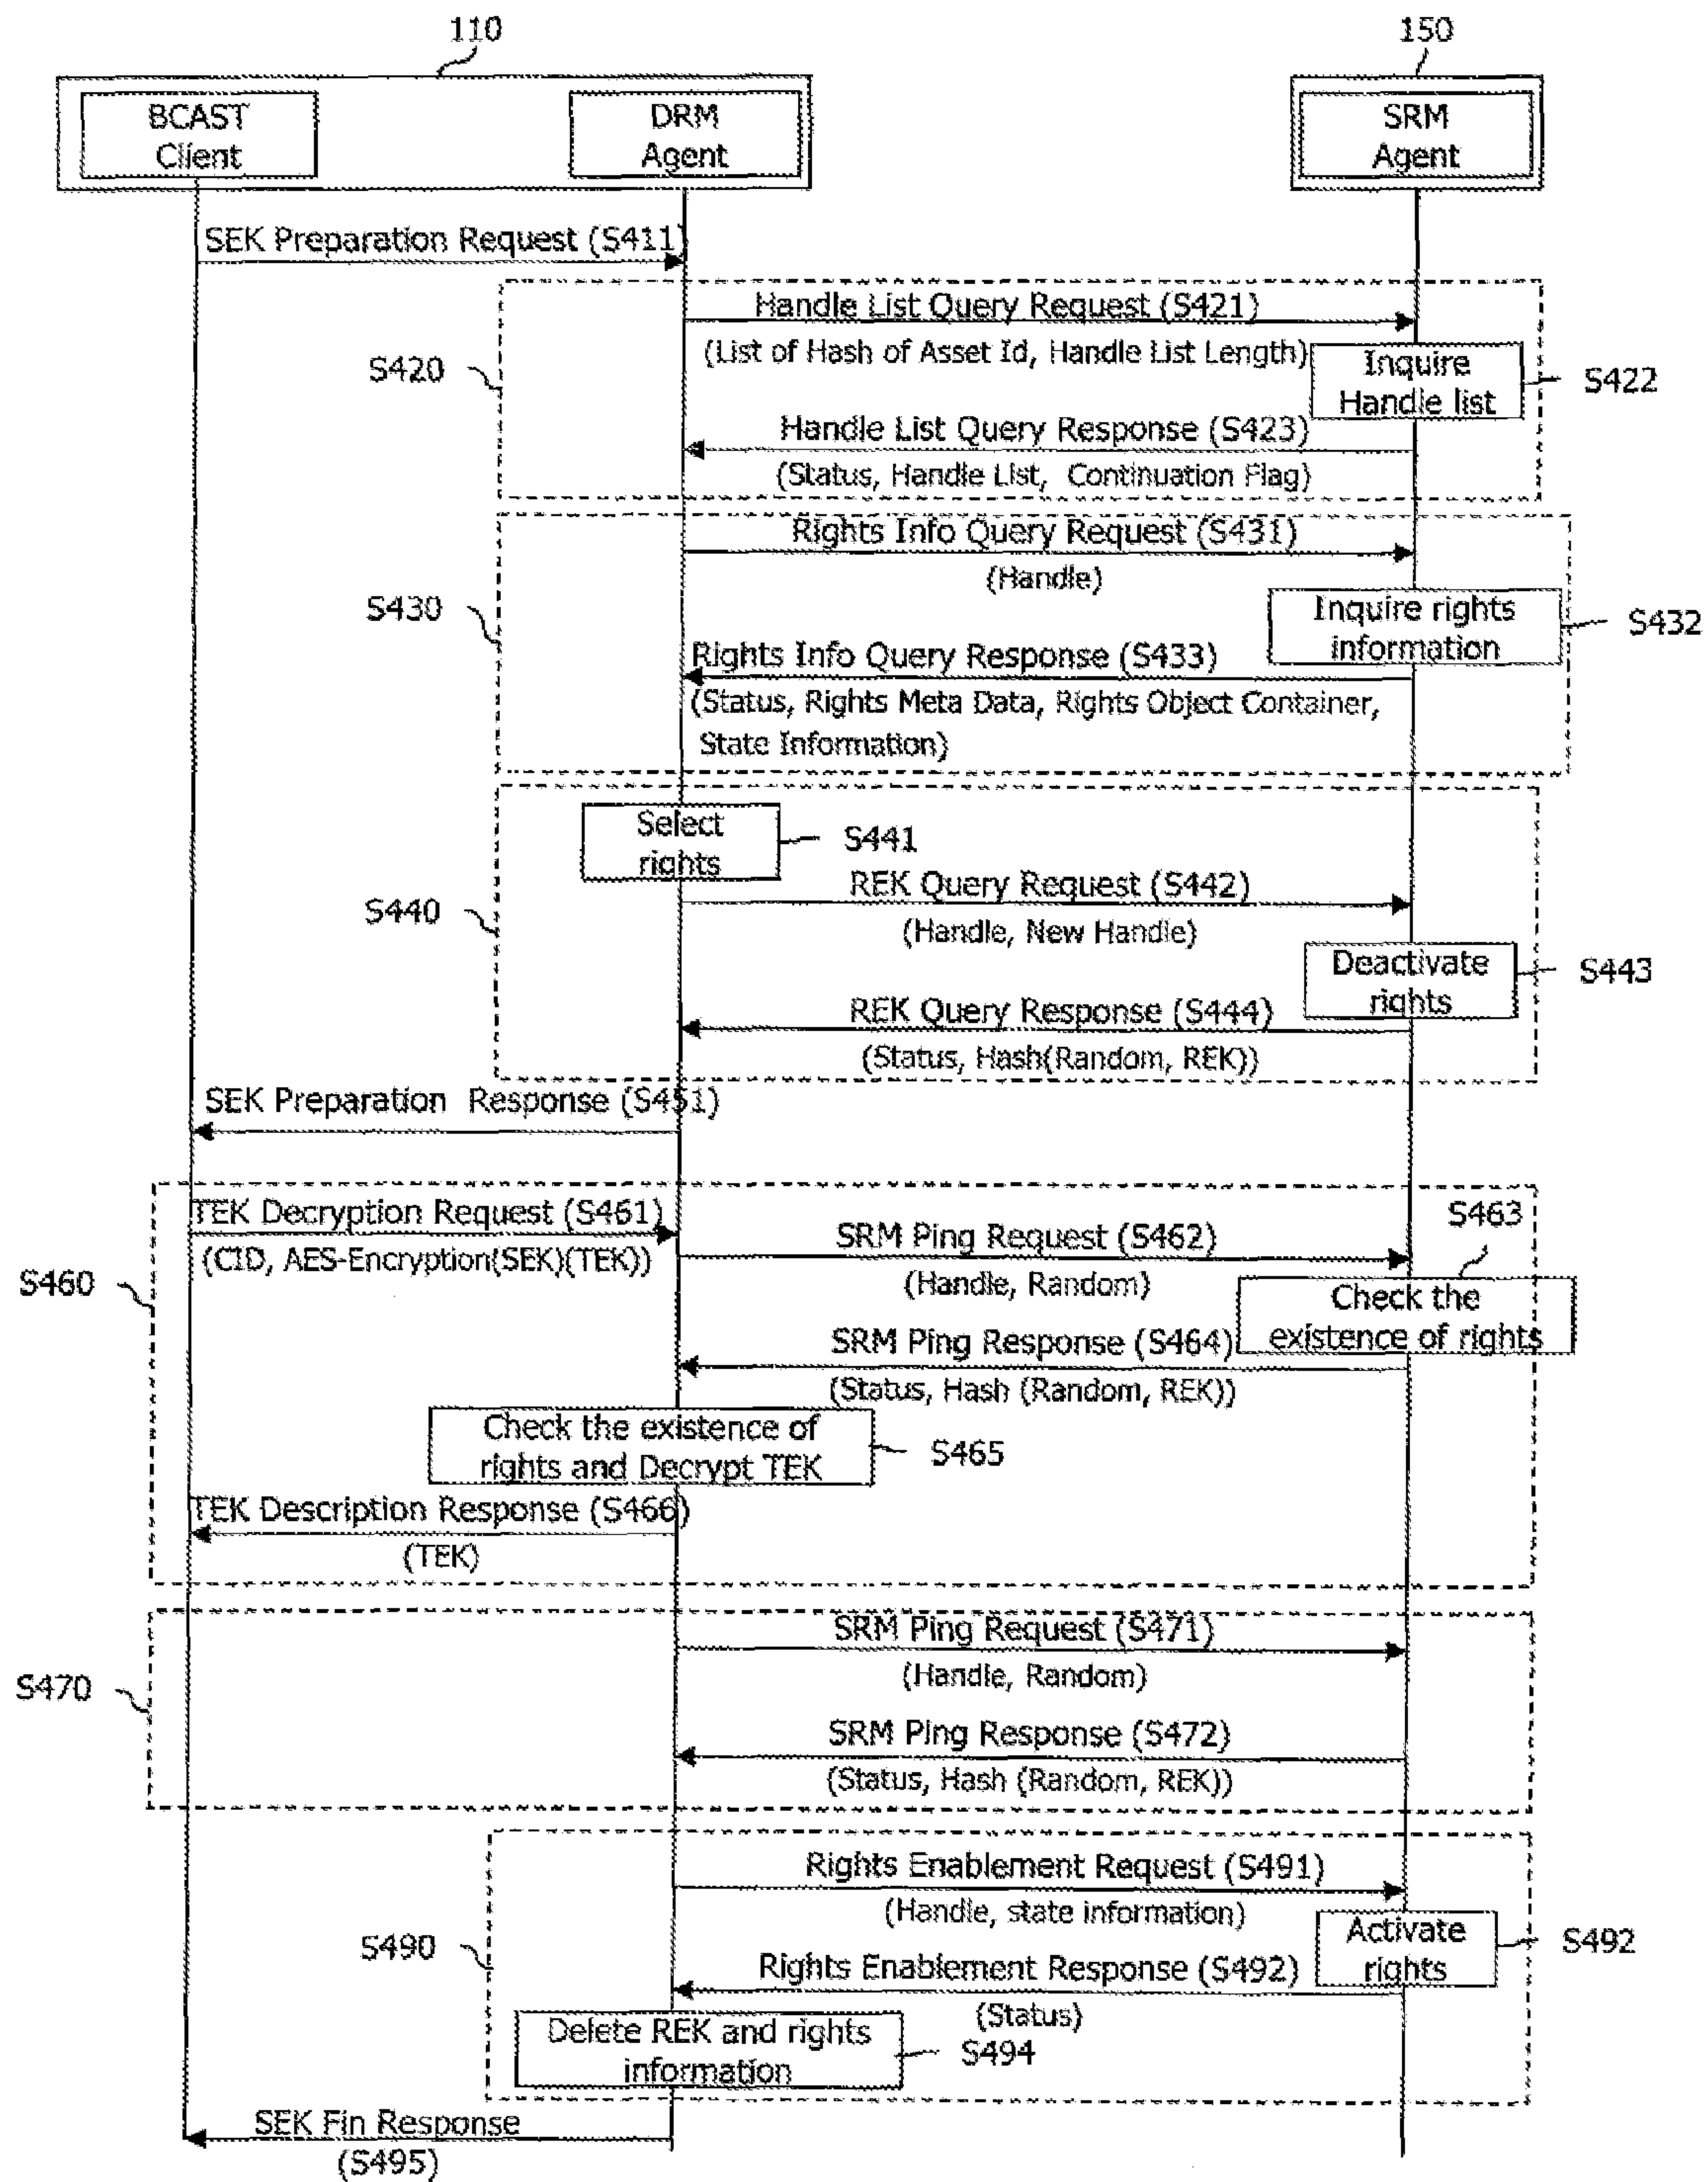 110
150
BCAST
Client
DRM
Agent
SRM
Agent
SEK Preparation Request (S411)
Handle List Query Request (S421)
(List of Hash of Asset Id, Handle List Length)
S420
Inquire
Handle list
S422
Handle List Query Response (S423)
(Status, Handle List, Continuation Flag)
Rights Info Query Request (S431)
(Handle)
S430
Inquire rights
information
S432
Rights Info Query Response (S433)
(Status, Rights Meta Data, Rights Object Container,
State Information)
Select
rights
S441
REK Query Request (S442)
S440
(Handle, New Handle)
Deactivate
rights
S443
REK Query Response (S444)
(Status, Hash(Random, REK))
SEK Preparation Response (S451)
TEK Decryption Request (S461)
(CID, AES-Encryption(SEK)(TEK))
SRM Ping Request (S462)
S463
(Handle, Random)
S460
Check the
existence of rights
SRM Ping Response (S464)
(Status, Hash (Random, REK))
Check the existence of
rights and Decrypt TEK
S465
TEK Description Response (S466)
(TEK)
SRM Ping Request (S471)
(Handle, Random)
S470
SRM Ping Response (S472)
(Status, Hash (Random, REK))
Rights Enablement Request (S491)
(Handle, state information)
S490
Activate
rights
S492
Rights Enablement Response (S492)
(Status)
Delete REK and rights
information
S494
SEK Fin Response
(S495)